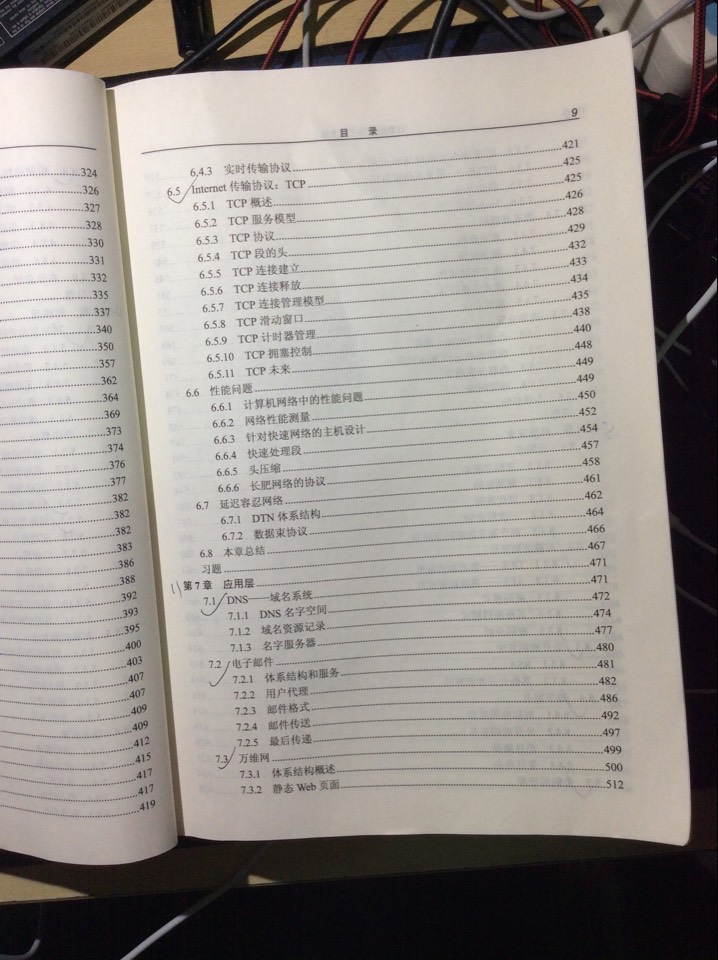 324
326
327
328
330
331
332
335
337
340
350
357
362
364
369
373
374
376
377
382
382
382
383
386
388
392
393
395
400
403
407
407
409
409
412
415
417
417
419
目 录 9
6.4.3 实时传输协议 421
6.5 Internet 传输协议：TCP 425
6.5.1 TCP 概述 425
6.5.2 TCP 服务模型 426
6.5.3 TCP 协议 428
6.5.4 TCP 段的头 429
6.5.5 TCP 连接建立 432
6.5.6 TCP 连接释放 433
6.5.7 TCP 连接管理模型 434
6.5.8 TCP 滑动窗口 435
6.5.9 TCP 计时器管理 438
6.5.10 TCP 拥塞控制 440
6.5.11 TCP 未来 448
6.6 性能问题 449
6.6.1 计算机网络中的性能问题 449
6.6.2 网络性能测量 450
6.6.3 针对快速网络的主机设计 452
6.6.4 快速处理段 454
6.6.5 头压缩 457
6.6.6 长肥网络的协议 458
6.7 延迟容忍网络 461
6.7.1 DTN 体系结构 462
6.7.2 数据束协议 464
6.8 本章总结 466
习题 467
第 7 章 应用层 471
7.1 DNS——域名系统 471
7.1.1 DNS 名字空间 472
7.1.2 域名资源记录 474
7.1.3 名字服务器 477
7.2 电子邮件 480
7.2.1 体系结构和服务 481
7.2.2 用户代理 482
7.2.3 邮件格式 486
7.2.4 邮件传送 492
7.2.5 最后传递 497
7.3 万维网 499
7.3.1 体系结构概述 500
7.3.2 静态 Web 页面 512